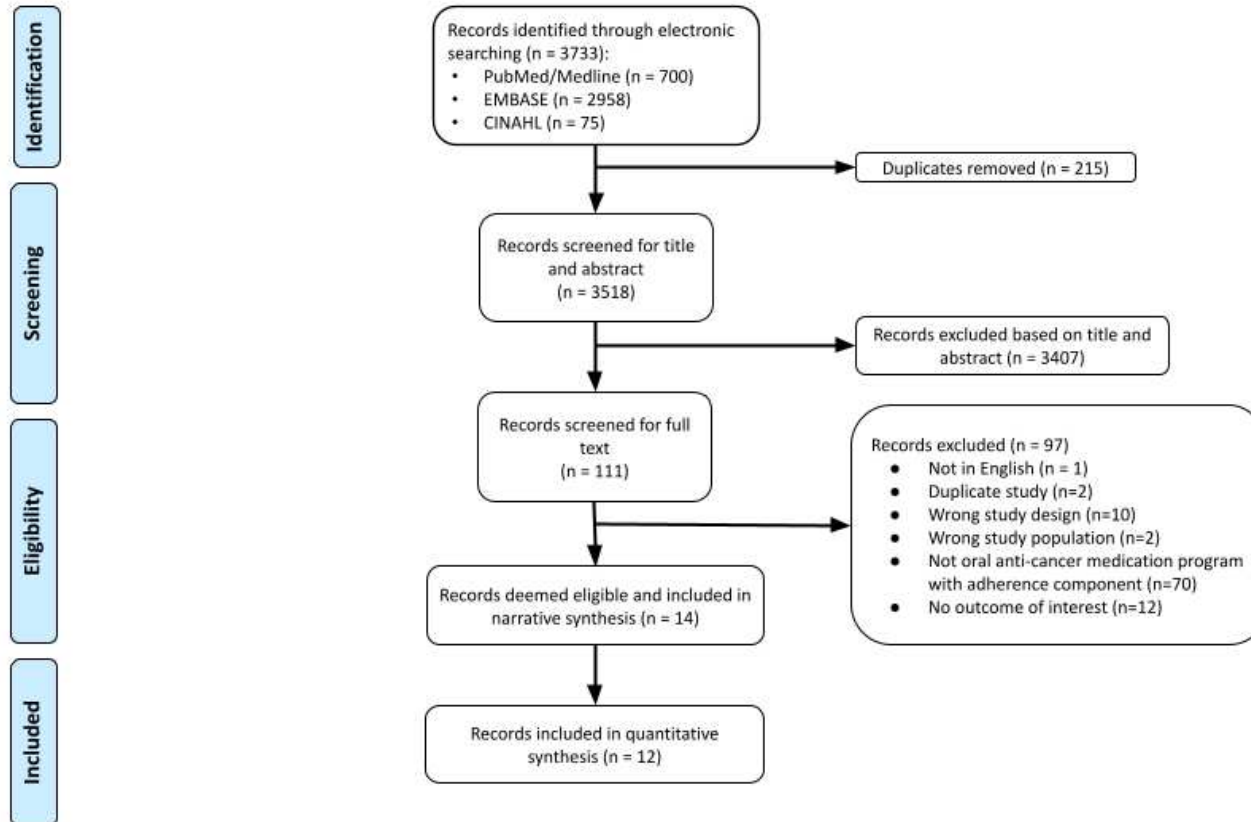 Identification
Records identified through electronic
searching (n = 3733):
• PubMed/Medline (n = 700)
• EMBASE (n = 2958)
• CINAHL (n = 75)
Duplicates removed (n = 215)
Screening
Records screened for title
and abstract
(n = 3518)
Records excluded based on title and
abstract (n = 3407)
Eligibility
Records screened for full
text
(n = 111)
Records excluded (n = 97)
● Not in English (n = 1)
● Duplicate study (n=2)
● Wrong study design (n=10)
● Wrong study population (n=2)
● Not oral anti-cancer medication program
with adherence component (n=70)
● No outcome of interest (n=12)
Records deemed eligible and included in
narrative synthesis (n = 14)
Included
Records included in quantitative
synthesis (n = 12)